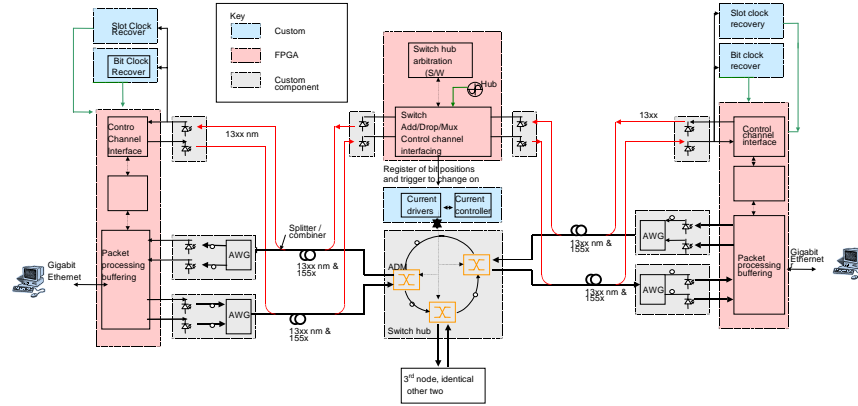 Slot Clock
Recover
Bit Clock
Recover
Key
Custom
FPGA
Custom
component
Switch hub
arbitration
(S/W
Hub
Switch
Add/Drop/Mux
Control channel
interfacing
Slot clock
recovery
Bit clock
recover
Contro
Channel
Interface
13xx nm
13xx
Control
channel
interface
Register of bit positions
and trigger to change on
Current
drivers
Current
controller
Splitter /
combiner
Packet
processing
buffering
AWG
13xx nm &
155x
ADM
13xx nm &
155x
AWG
Packet
processing
buffering
Gigabit
Ethernet
Gigabit
Ethernet
AWG
13xx nm &
155x
Switch hub
13xx nm &
155x
AWG
3rd node, identical
other two